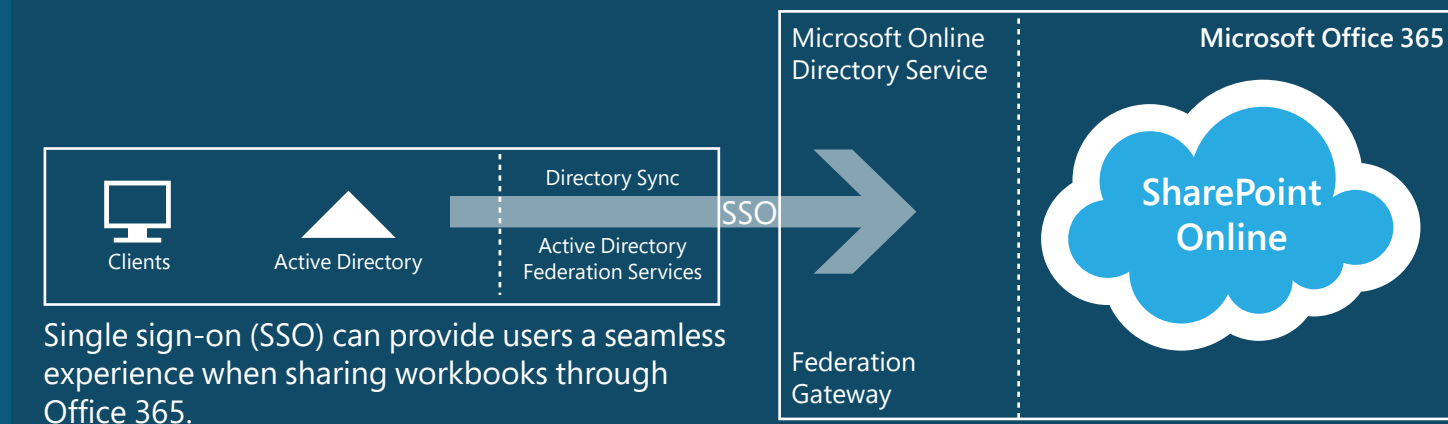 Microsoft Online
Directory Service
Microsoft Office 365
SharePoint
Online
Directory Sync
SSO
Clients
Active Directory
Active Directory
Federation Services
Single sign-on (SSO) can provide users a seamless
experience when sharing workbooks through
Office 365.
Federation
Gateway